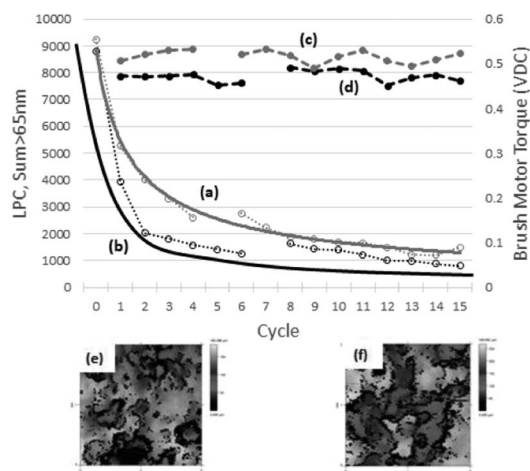 10000
9000
8000
7000
6000
5000
4000
3000
2000
1000
0
LPC, Sum>65nm
0.6
0.5
0.4
0.3
0.2
0.1
0
Brush Motor Torque (VDC)
(c)
(d)
(a)
(b)
0 1 2 3 4 5 6 7 8 9 10 11 12 13 14 15
Cycle
(e)
(f)